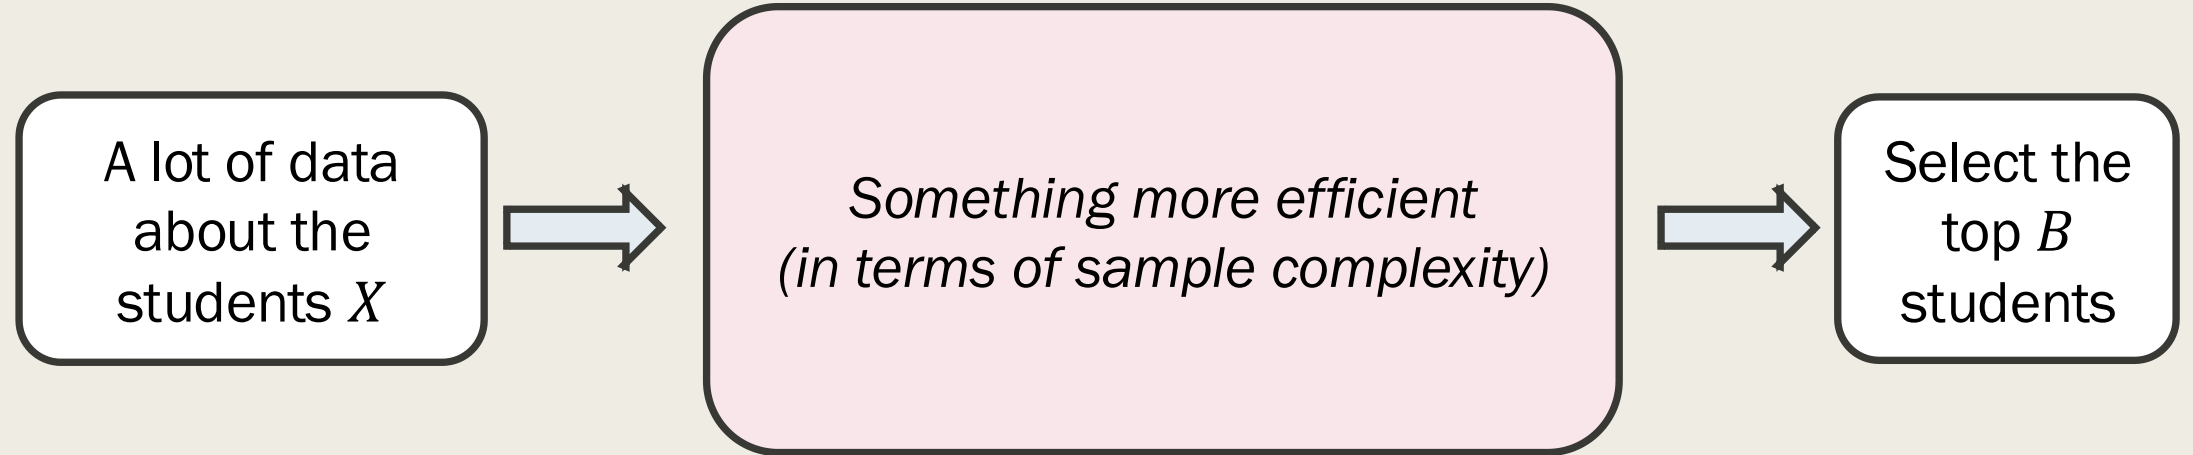 A lot of data
about the
students X
Something more efficient
(in terms of sample complexity)
Select the
top B
students